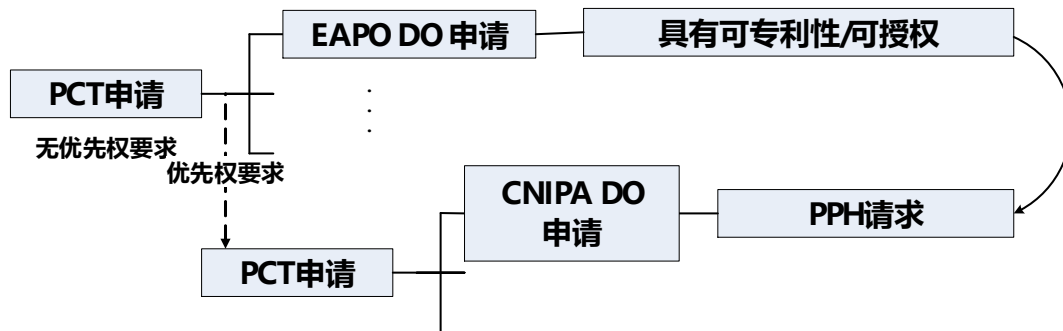 EAPO DO 申请
具有可专利性/可授权
PCT申请
无优先权要求
优先权要求
CNIPA DO
申请
PPH请求
PCT申请